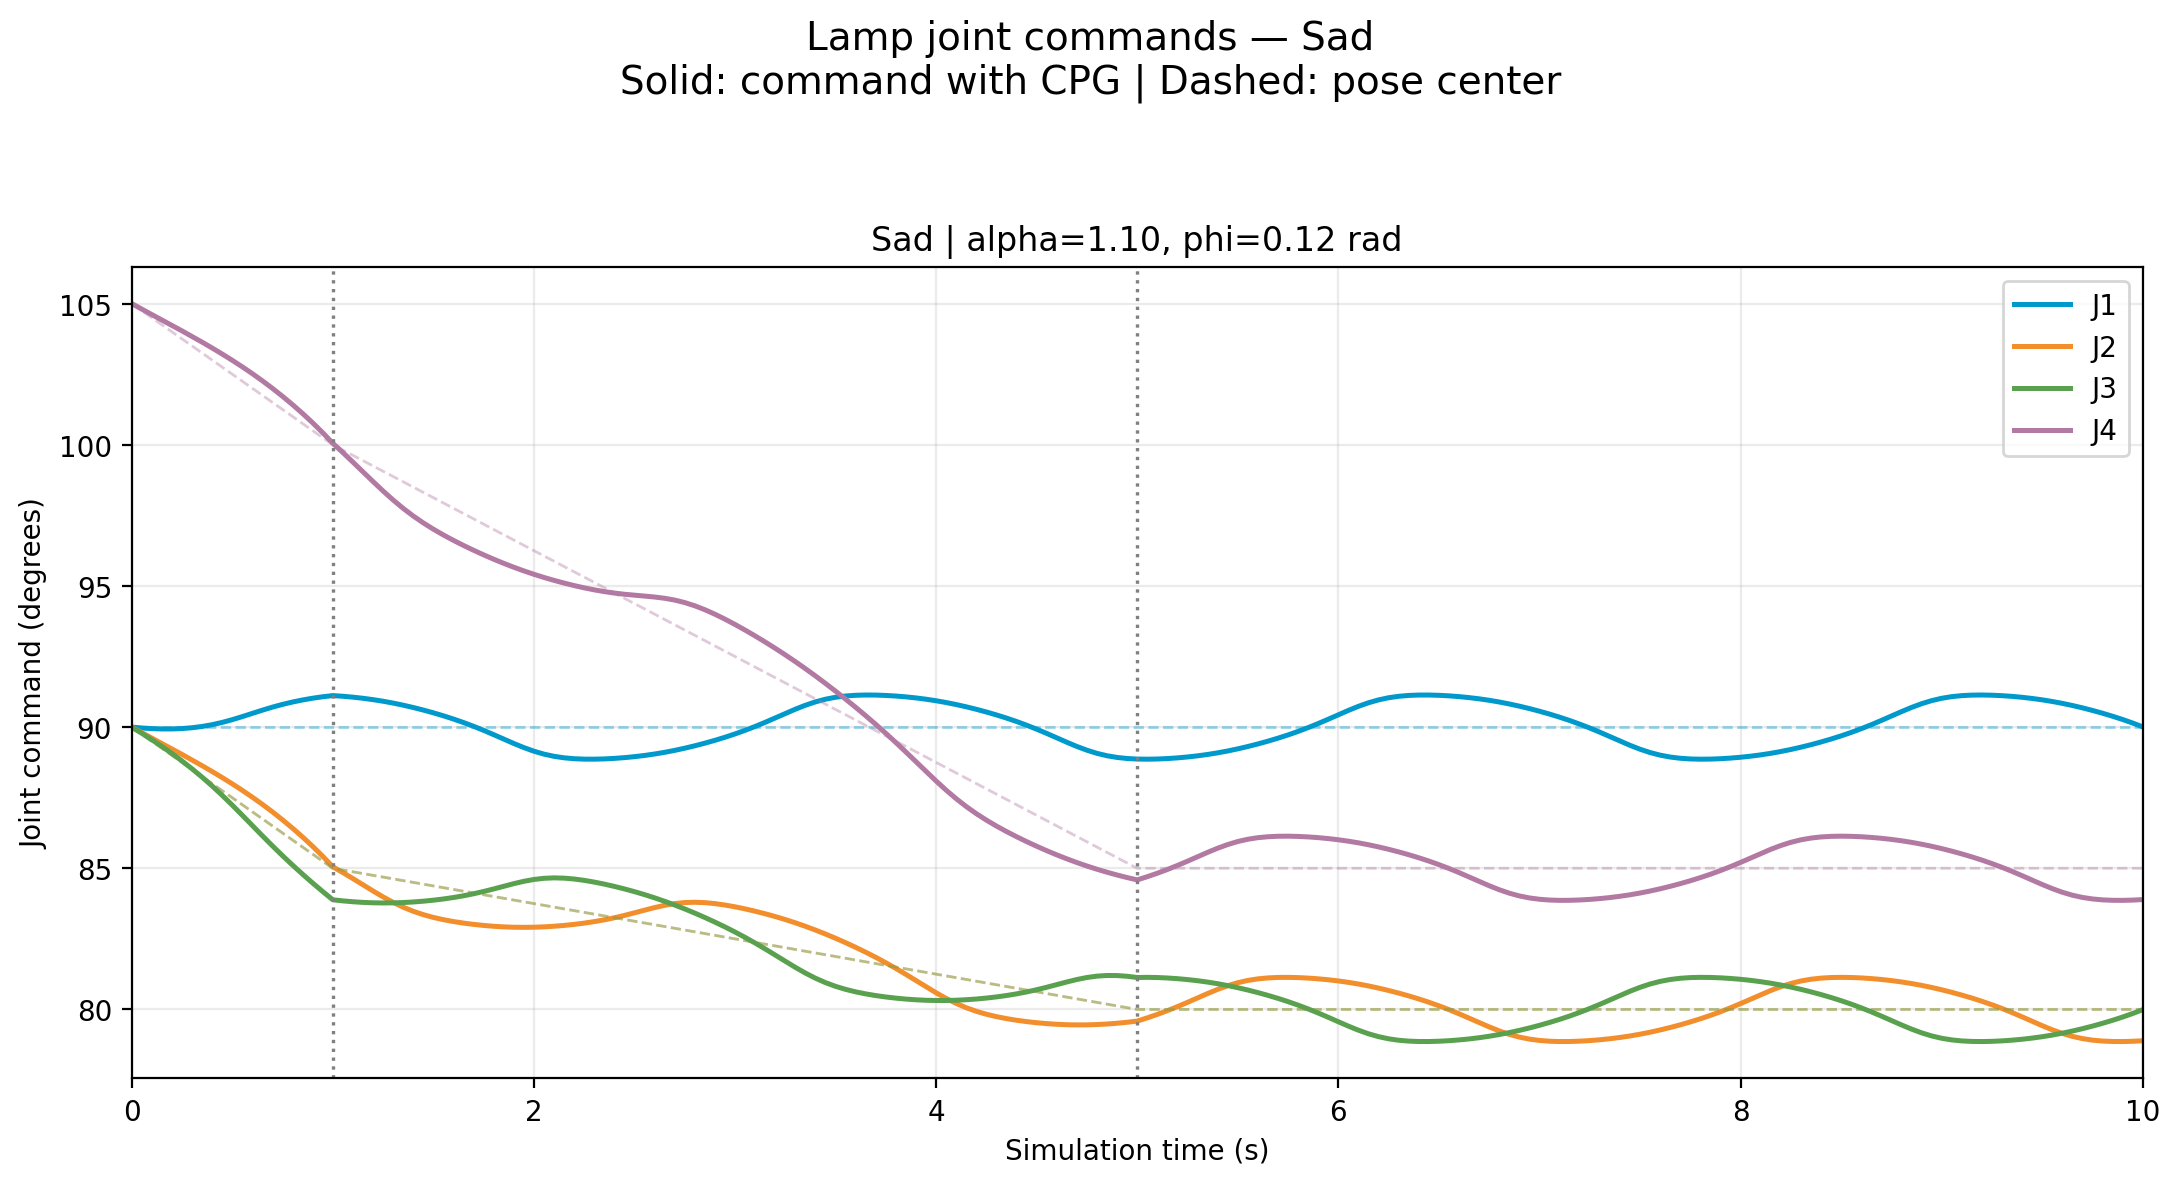 Lamp joint commands — Sad
Solid: command with CPG | Dashed: pose center
Sad | alpha=1.10, phi=0.12 rad
105
100
95
90
85
80
Joint command (degrees)
J1
J2
J3
J4
0
2
4
6
8
10
Simulation time (s)